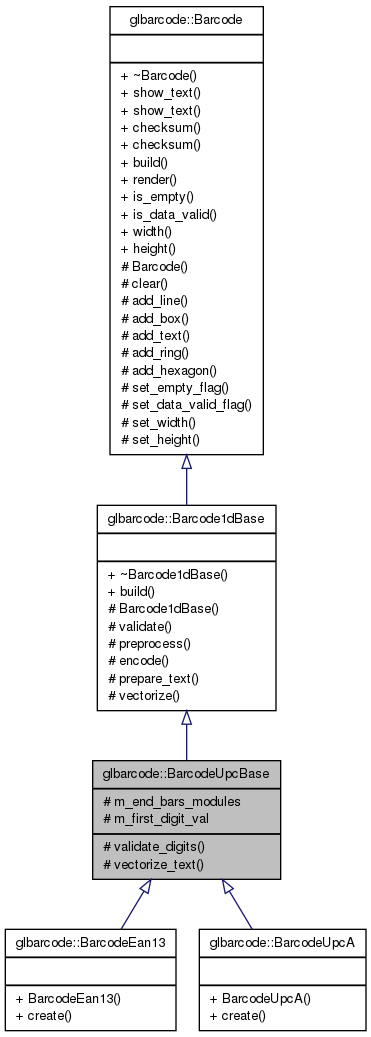 glbarcode::Barcode
+ ~Barcode()
+ show_text()
+ show_text()
+ checksum()
+ checksum()
+ build()
+ render()
+ is_empty()
+ is_data_valid()
+ width()
+ height()
# Barcode()
# clear()
# add_line()
# add_box()
# add_text()
# add_ring()
# add_hexagon()
# set_empty_flag()
# set_data_valid_flag()
# set_width()
# set_height()
glbarcode::Barcode1dBase
+ ~Barcode1dBase()
+ build()
# Barcode1dBase()
# validate()
# preprocess()
# encode()
# prepare_text()
# vectorize()
glbarcode::BarcodeUpcBase
# m_end_bars_modules
# m_first_digit_val
# validate_digits()
# vectorize_text()
glbarcode::BarcodeEan13
+ BarcodeEan13()
+ create()
glbarcode::BarcodeUpcA
+ BarcodeUpcA()
+ create()